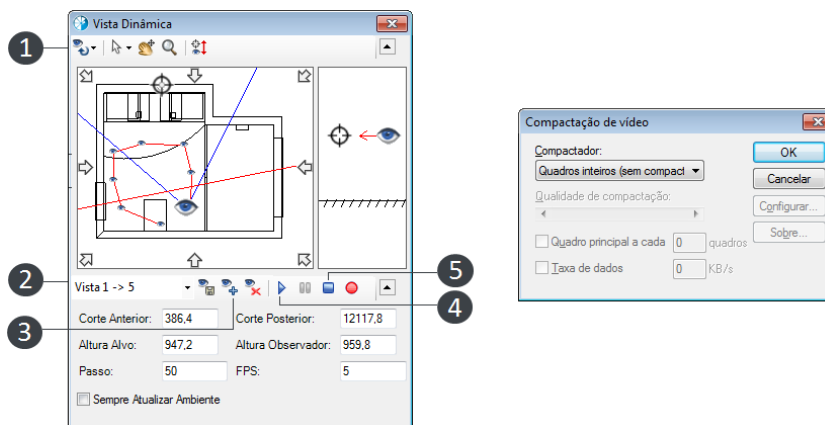 Vista Dinâmica
1
2
Vista 1 -> 5
5
4
3
Corte Anterior: 386,4 Corte Posterior: 12117,8
Altura Alvo: 947,2 Altura Observador: 959,8
Passo: 50 FPS: 5
Sempre Atualizar Ambiente
Compactação de vídeo
Compactador:
Quadros inteiros (sem compact
Qualidade de compactação:
Quadro principal a cada 0 quadros
Taxa de dados 0 KB/s
OK
Cancelar
Configurar...
Sobre...